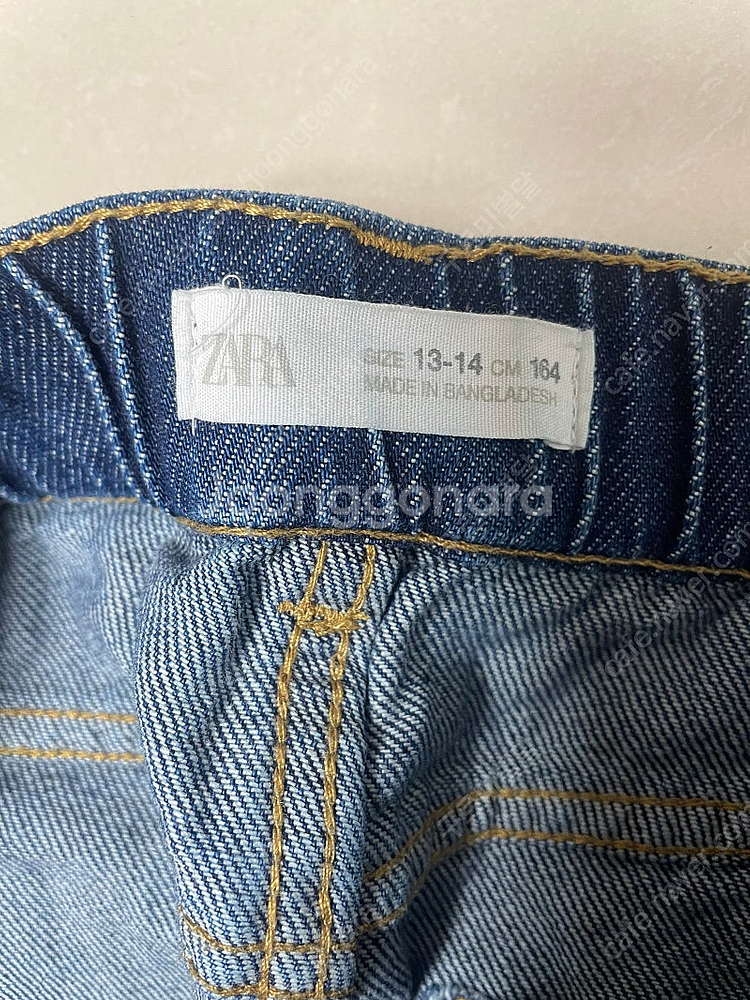 ZARA
SIZE 13-14 CM 164
MADE IN BANGLADESH
joonggonara